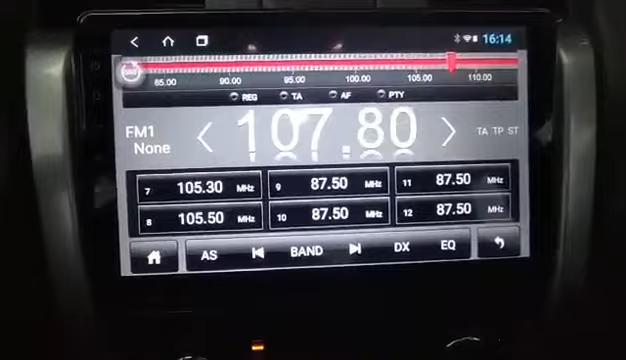 16:14
85.00 90.00 95.00 100.00 105.00 110.00
REG TA AF PTY
FM1 107.80 TA TP ST
None
7 105.30 MHz 9 87.50 MHz 11 87.50 MHz
8 105.50 MHz 10 87.50 MHz 12 87.50 MHz
AS BAND DX EQ